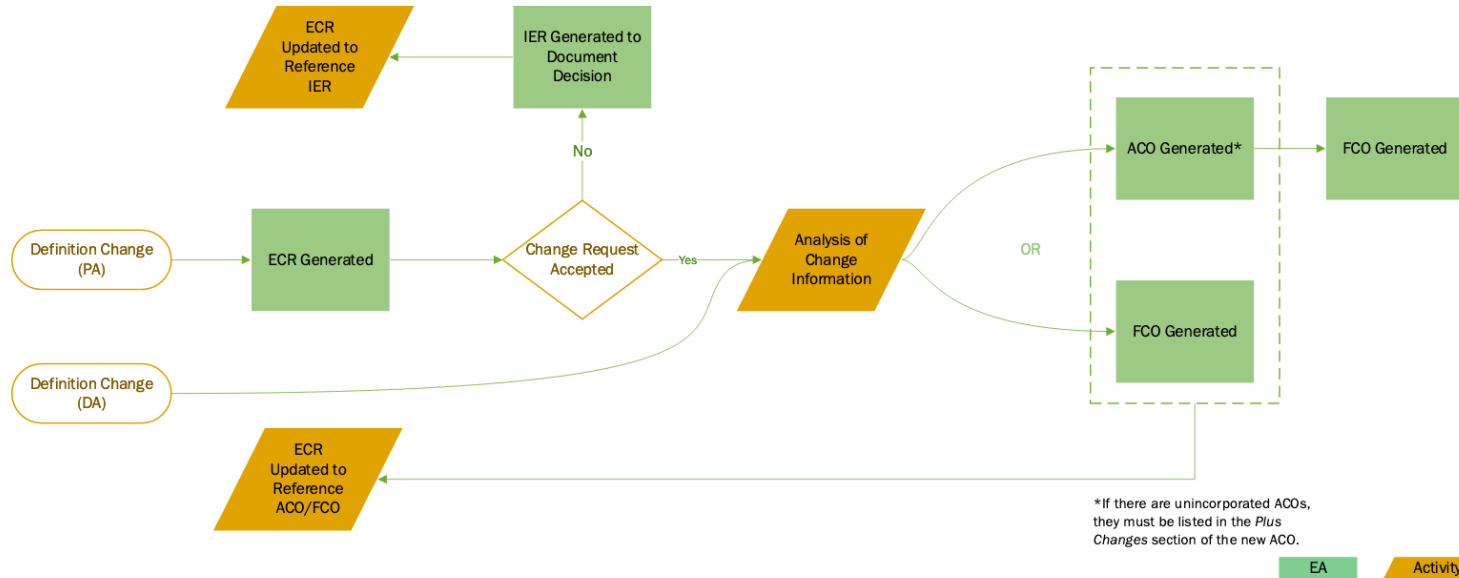 ECR
Updated to
Reference
IER
IER Generated to
Document
Decision
No
ACO Generated*
FCO Generated
Definition Change
(PA)
ECR Generated
Change Request
Accepted
Yes
Analysis of
Change
Information
OR
FCO Generated
Definition Change
(DA)
ECR
Updated to
Reference
ACO/FCO
*If there are unincorporated ACOs,
they must be listed in the Plus
Changes section of the new ACO.
EA
Activity